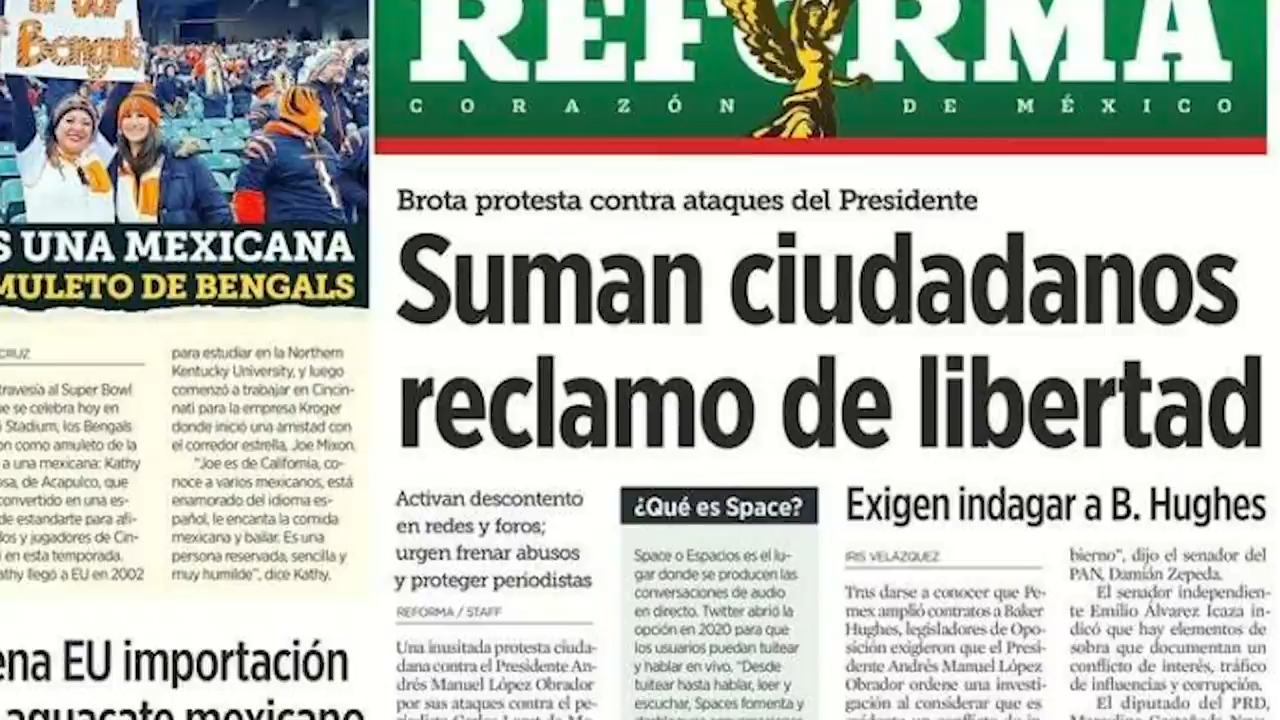 Bengals
S UNA MEXICANA
MULETO DE BENGALS
CRUZ
travesía al Super Bowl
ue se celebra hoy en
i Stadium, los Bengals
on como amuleto de la
a una mexicana: Kathy
osa, de Acapulco, que
convertido en una es-
de estandarte para afi-
dos y jugadores de Cin-
i en esta temporada.
athy llegó a EU en 2002
para estudiar en la Northern
Kentucky University, y luego
comenzó a trabajar en Cincin-
nati para la empresa Kroger
donde inició una amistad con
el corredor estrella, Joe Mixon.
"Joe es de California, co-
noce a varios mexicanos, está
enamorado del idioma es-
pañol, le encanta la comida
mexicana y bailar. Es una
persona reservada, sencilla y
muy humilde", dice Kathy.
ena EU importación
aguacate mexicano
REFORMA
CORAZÓN DE MÉXICO
Brota protesta contra ataques del Presidente
Suman ciudadanos
reclamo de libertad
Activan descontento
en redes y foros;
urgen frenar abusos
y proteger periodistas
REFORMA / STAFF
Una inusitada protesta ciuda-
dana contra el Presidente An-
drés Manuel López Obrador
por sus ataques contra el pe-
¿Qué es Space?
Space o Espacios es el lu-
gar donde se producen las
conversaciones de audio
en directo. Twitter abrió la
opción en 2020 para que
los usuarios puedan tuitear
y hablar en vivo. "Desde
tuitear hasta hablar, leer y
escuchar, Spaces fomenta y
Exigen indagar a B. Hughes
IRIS VELÁZQUEZ
Tras darse a conocer que Pe-
mex amplió contratos a Baker
Hughes, legisladores de Opo-
sición exigieron que el Presi-
dente Andrés Manuel López
Obrador ordene una investi-
gación al considerar que es
bierno", dijo el senador del
PAN, Damián Zepeda.
El senador independien-
te Emilio Álvarez Icaza in-
dicó que hay elementos de
sobra que documentan un
conflicto de interés, tráfico
de influencias y corrupción.
El diputado del PRD,